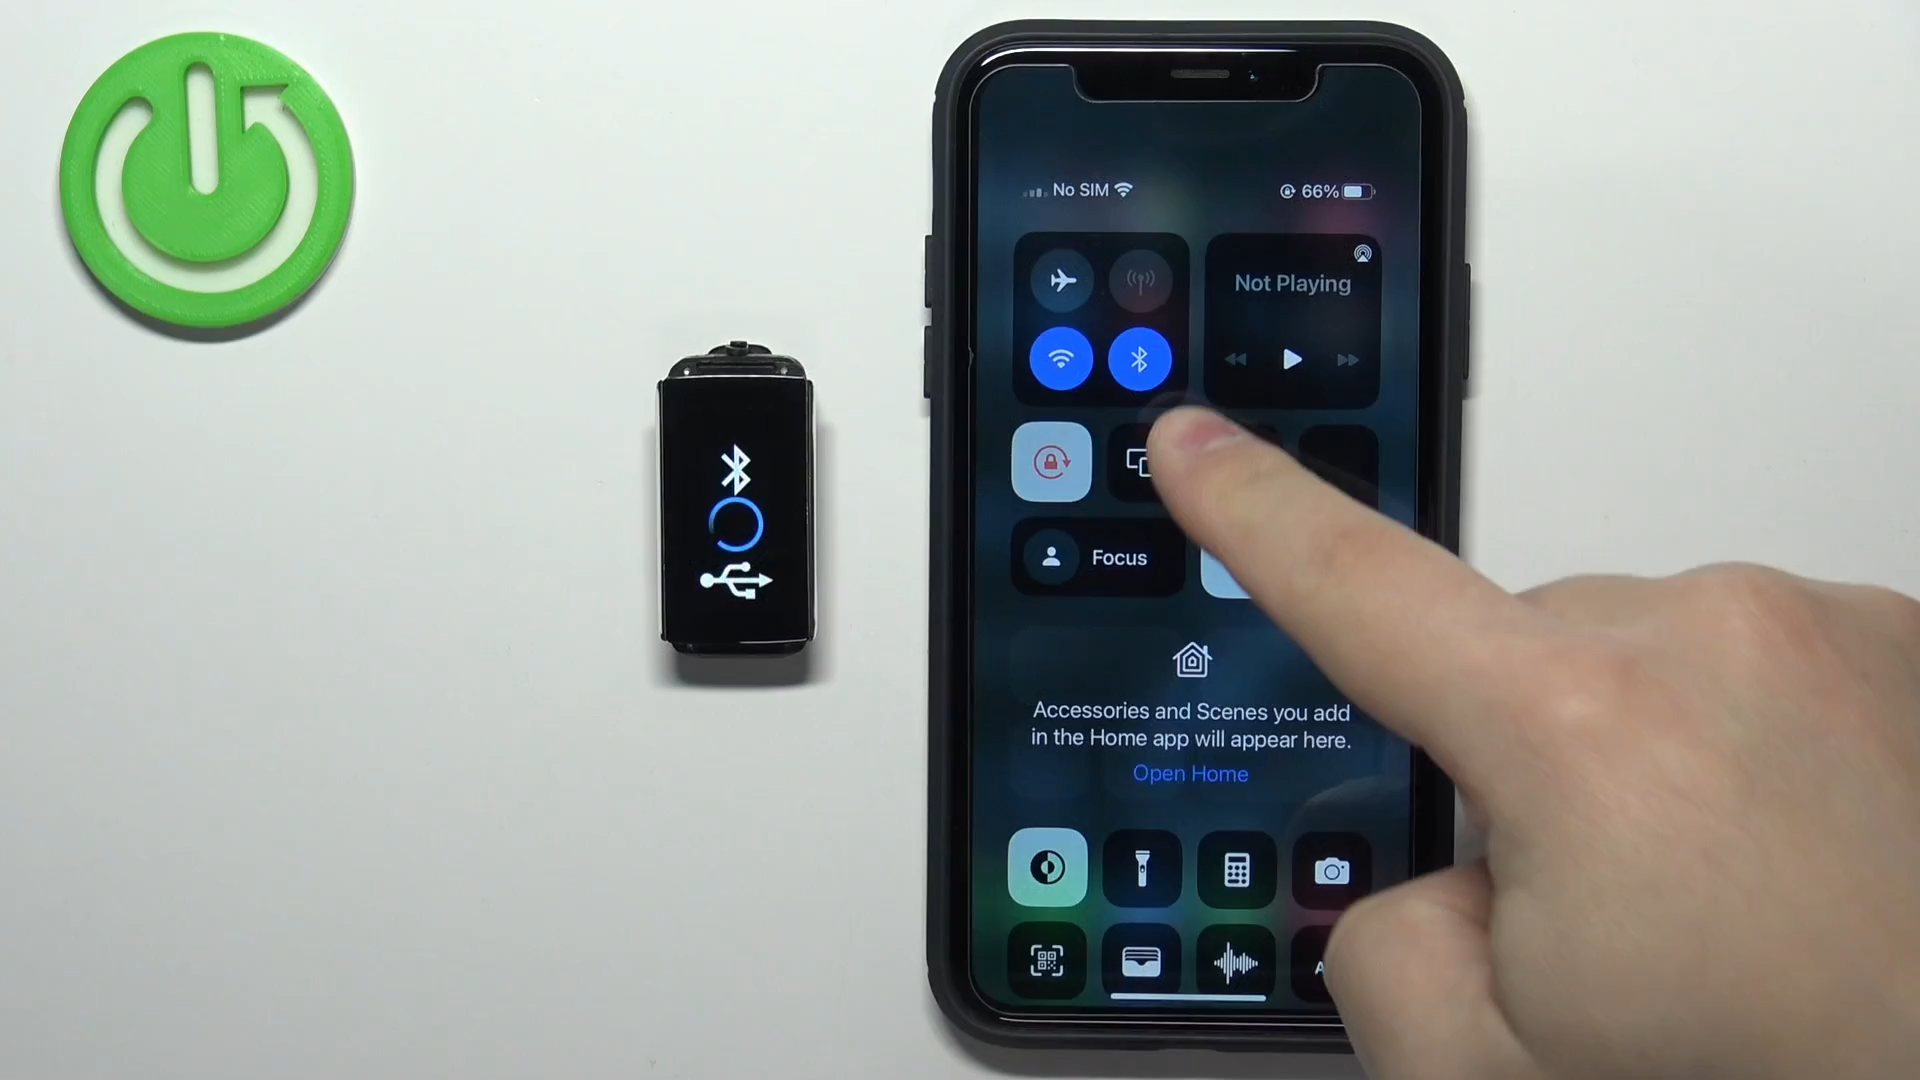 No SIM
66%
Not Playing
Focus
Accessories and Scenes you add
in the Home app will appear here.
Open Home